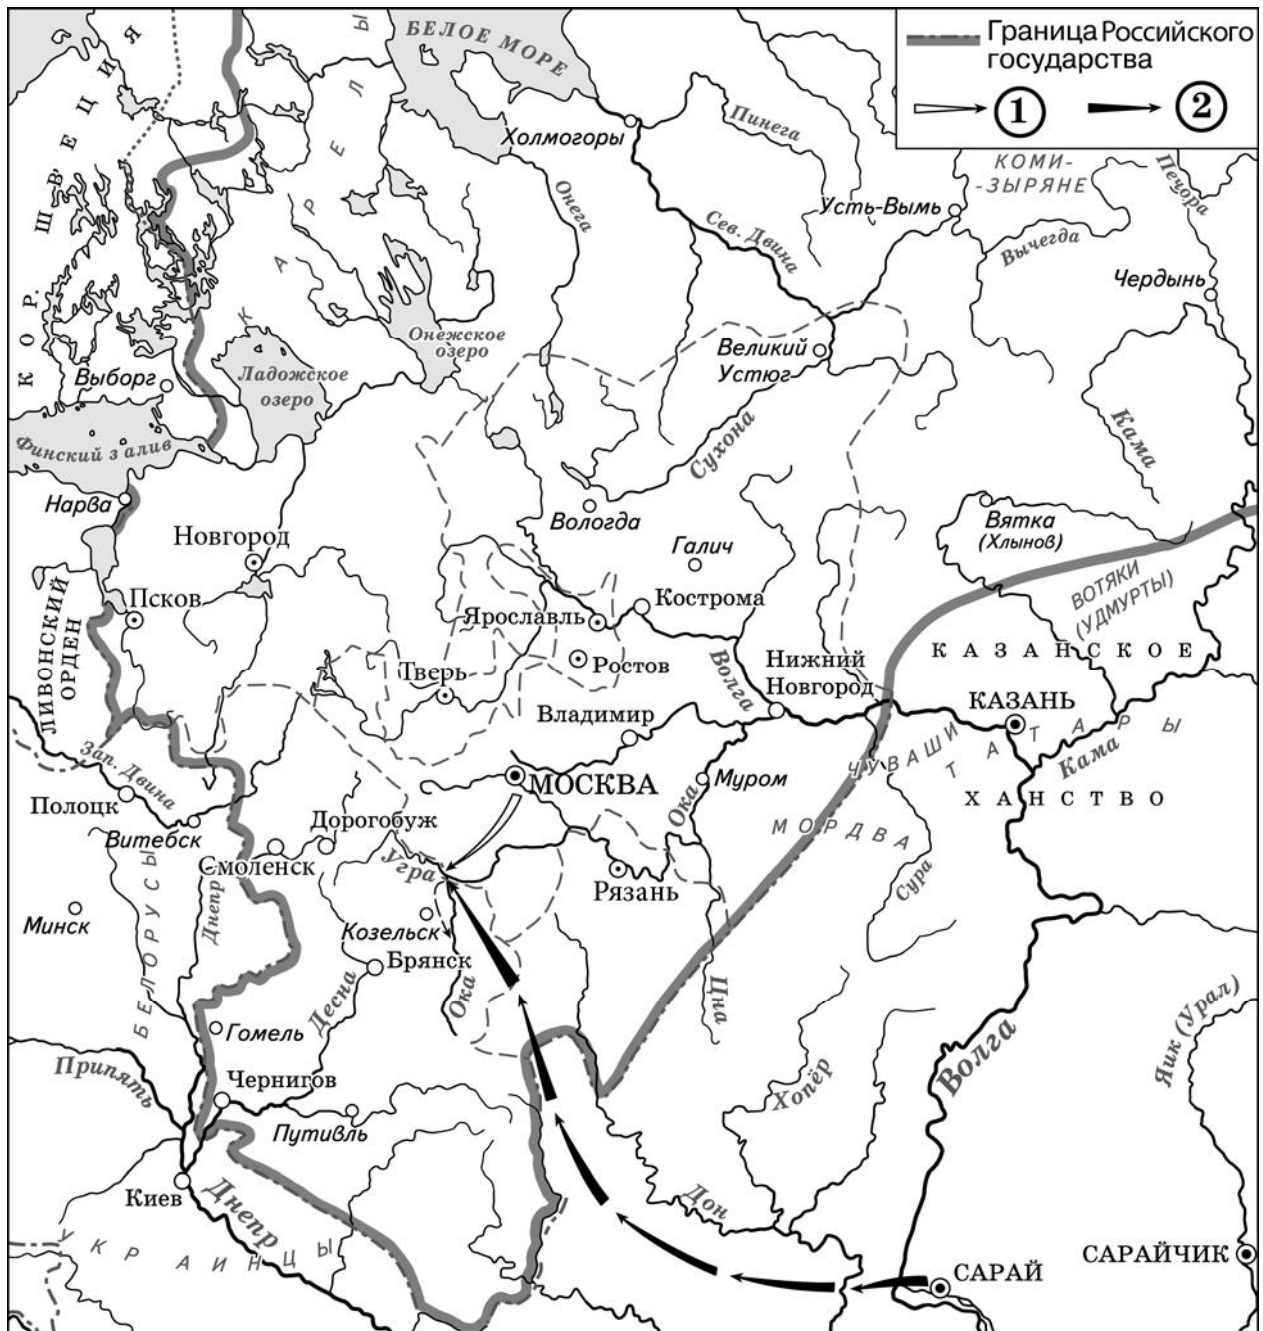 Граница Российского
государства
1
2
БЕЛОЕ МОРЕ
КОР. ШВЕЦИЯ
КАРЕЛЫ
Холмогоры
Пинега
КОМИ-
-ЗЫРЯНЕ
Печора
Онега
Усть-Вымь
Сев. Двина
Вычегда
Чердынь
Онежское
озеро
Великий
Устюг
Выборг
Ладожское
озеро
Кама
Сухона
Финский залив
Нарва
Вологда
Вятка
(Хлынов)
Новгород
Галич
ЛИВОНСКИЙ
ОРДЕН
Псков
Ярославль
Кострома
ВОТЯКИ
(УДМУРТЫ)
Ростов
КАЗАНСКОЕ
Тверь
Волга
Нижний
Новгород
КАЗАНЬ
Владимир
ТАТАРЫ
Зап. Двина
ЧУВАШИ
Кама
МОСКВА
Муром
Полоцк
ХАНСТВО
Ока
Витебск
Дорогобуж
МОРДВА
Смоленск
Угра
Рязань
Сура
Днепр
Минск
Козельск
БЕЛОРУСЫ
Брянск
Ока
Цна
Десна
Гомель
Волга
Яик (Урал)
Припять
Чернигов
Хопёр
Путивль
Киев
Днепр
Дон
УКРАИНЦЫ
САРАЙЧИК
САРАЙ